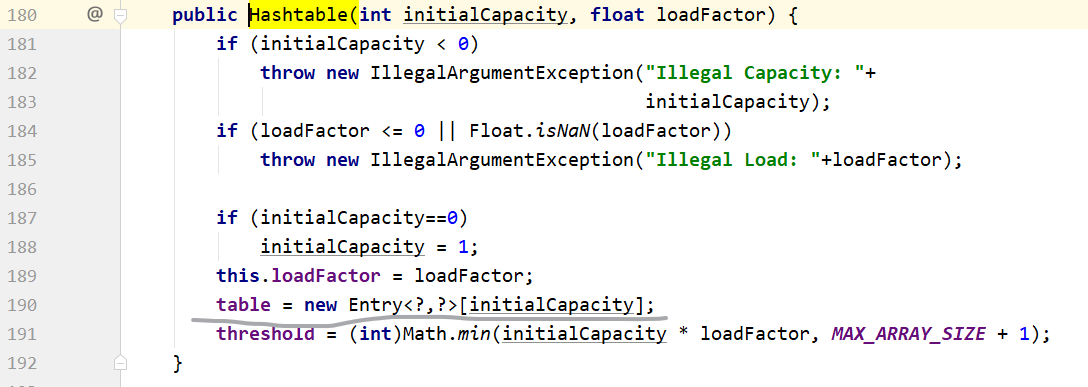 180 @ public Hashtable(int initialCapacity, float loadFactor) {
181 if (initialCapacity < 0)
182 throw new IllegalArgumentException("Illegal Capacity: "+
183 initialCapacity);
184 if (loadFactor <= 0 || Float.isNaN(loadFactor))
185 throw new IllegalArgumentException("Illegal Load: "+loadFactor);
186
187 if (initialCapacity==0)
188 initialCapacity = 1;
189 this.loadFactor = loadFactor;
190 table = new Entry<?,?>[initialCapacity];
191 threshold = (int)Math.min(initialCapacity * loadFactor, MAX_ARRAY_SIZE + 1);
192 }